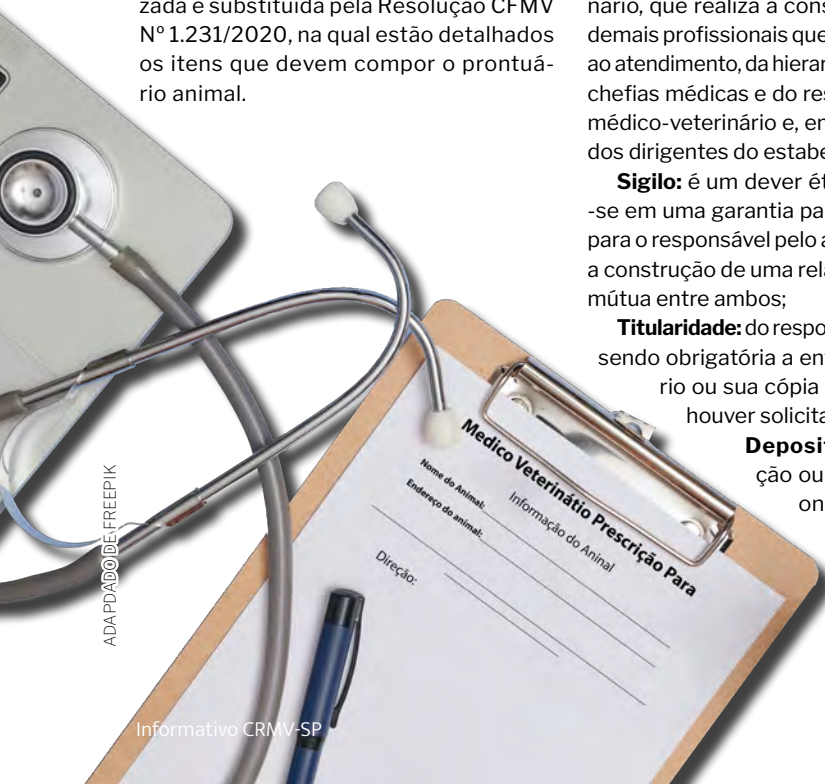 zada e substituída pela Resolução CFMV
Nº 1.231/2020, na qual estão detalhados
os itens que devem compor o prontuá-
rio animal.
nário, que realiza a cons
demais profissionais que
ao atendimento, da hierar
chefias médicas e do res
médico-veterinário e, en
dos dirigentes do estabe
Sigilo: é um dever ét
-se em uma garantia pa
para o responsável pelo a
a construção de uma rela
mútua entre ambos;
Titularidade: do respo
sendo obrigatória a ent
rio ou sua cópia
houver solicita
Deposit
ção ou
on
Medico Veterinátio Prescrição Para
Informação do Aninal
Nome do Animal:
Endereço do animal:
Direção:
ADAPDADO DE FREEPIK
Informativo CRMV-SP